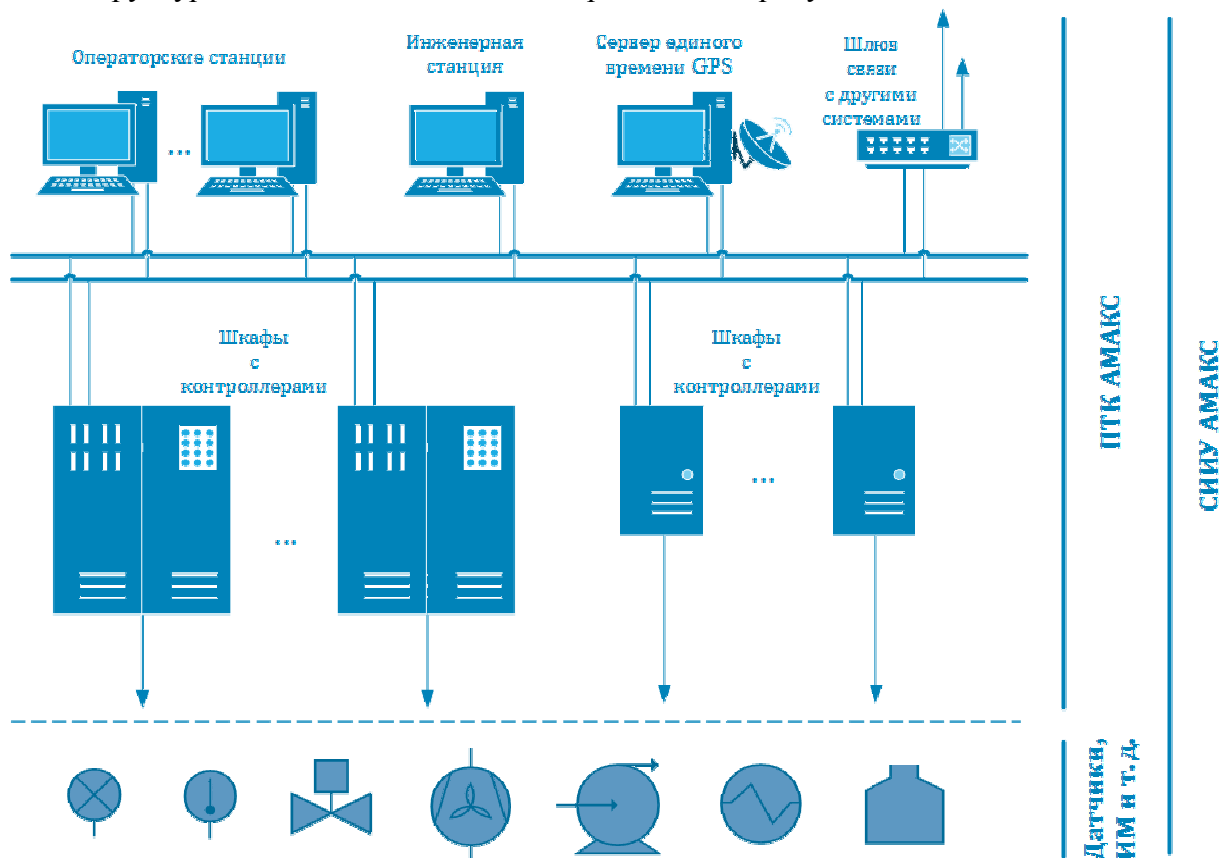 Операторские станции
Инженерная
станция
Сервер единого
времени GPS
Шлюз
связи
с другими
системами
...
Шкафы
с
контроллерами
Шкафы
с
контроллерами
...
...
ПТК АМАКС
СИИУ АМАКС
Датчики,
ИМ и т. д.